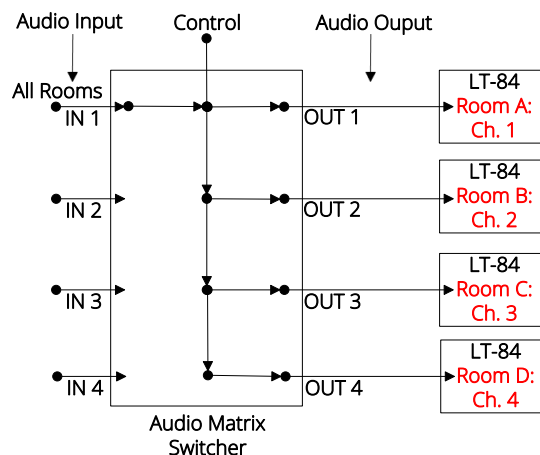 Audio Input
Control
Audio Ouput
All Rooms
IN 1
OUT 1
LT-84
Room A:
Ch. 1
IN 2
OUT 2
LT-84
Room B:
Ch. 2
IN 3
OUT 3
LT-84
Room C:
Ch. 3
IN 4
OUT 4
LT-84
Room D:
Ch. 4
Audio Matrix
Switcher